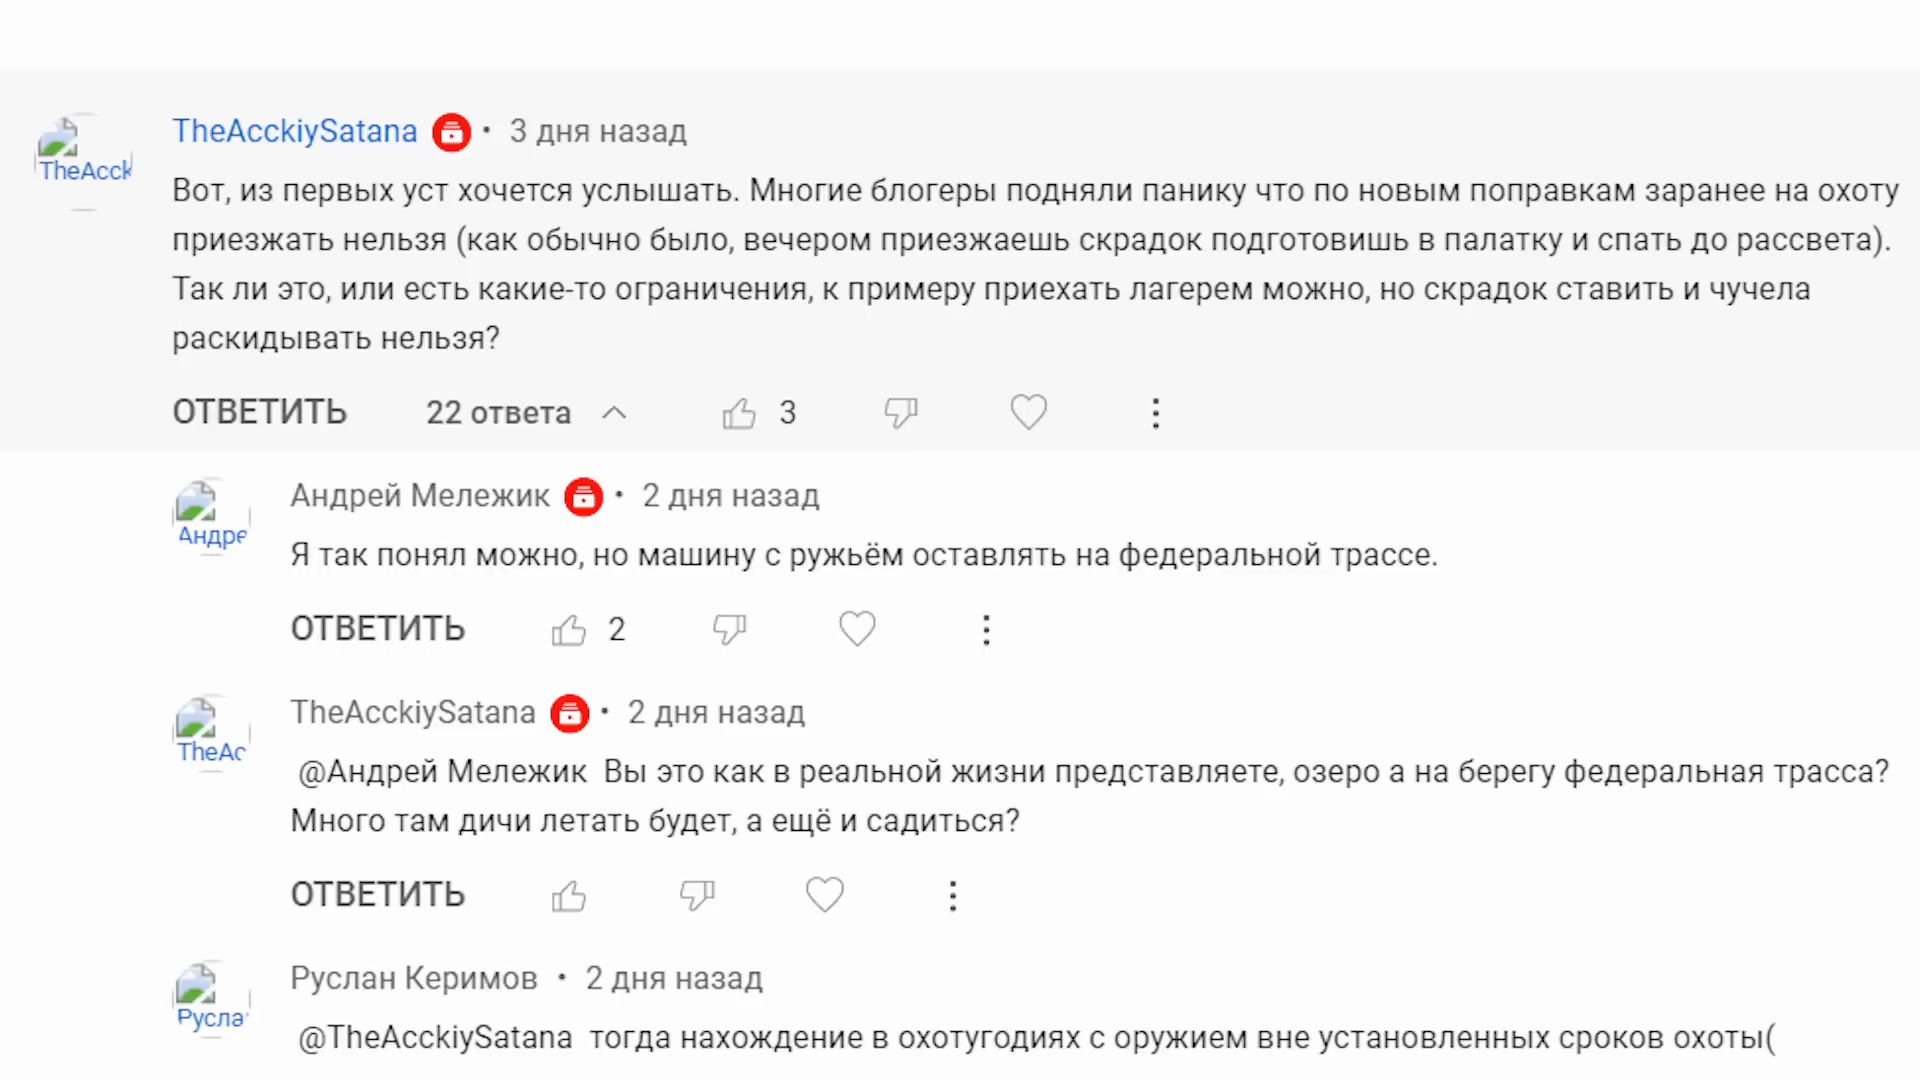 TheAcckiySatana • 3 дня назад
TheAcck
Вот, из первых уст хочется услышать. Многие блогеры подняли панику что по новым поправкам заранее на охоту
приезжать нельзя (как обычно было, вечером приезжаешь скрадок подготовишь в палатку и спать до рассвета).
Так ли это, или есть какие-то ограничения, к примеру приехать лагерем можно, но скрадок ставить и чучела
раскидывать нельзя?
ОТВЕТИТЬ 22 ответа 3
Андрей Мележик • 2 дня назад
Андре
Я так понял можно, но машину с ружьём оставлять на федеральной трассе.
ОТВЕТИТЬ 2
TheAcckiySatana • 2 дня назад
TheAc
@Андрей Мележик Вы это как в реальной жизни представляете, озеро а на берегу федеральная трасса?
Много там дичи летать будет, а ещё и садиться?
ОТВЕТИТЬ
Руслан Керимов • 2 дня назад
Русла
@TheAcckiySatana тогда нахождение в охотугодиях с оружием вне установленных сроков охоты(